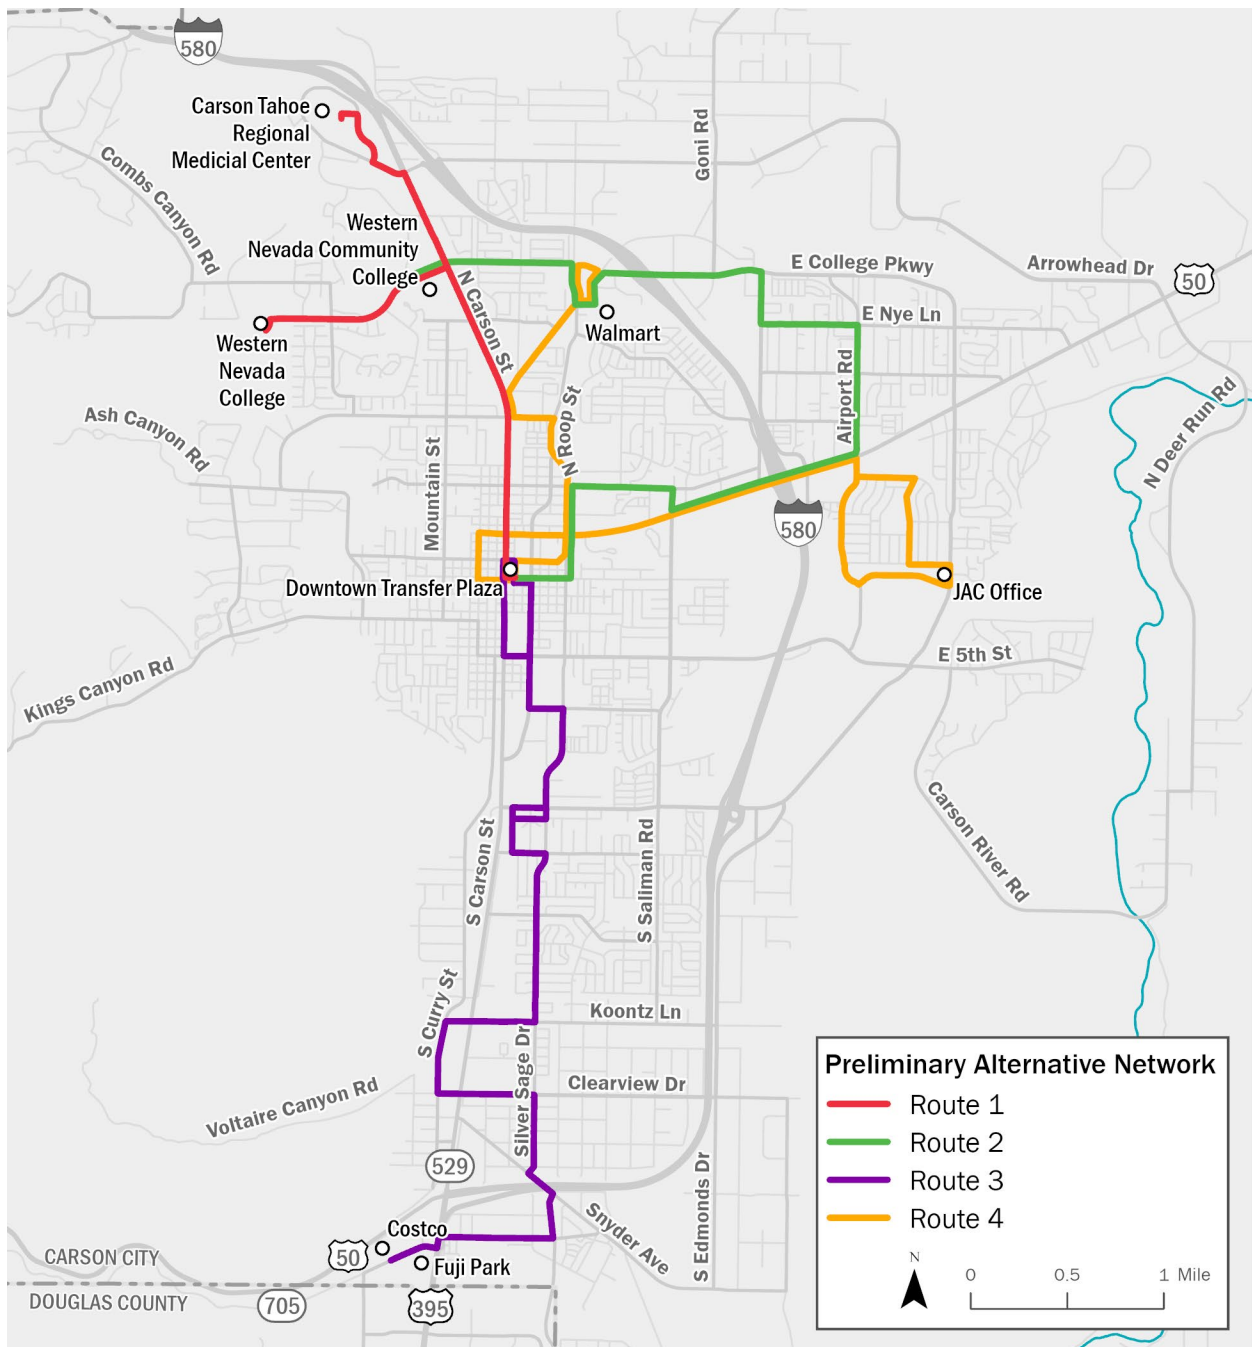 580
Carson Tahoe
Regional
Medicial Center
Goni Rd
Combs Canyon Rd
Western
Nevada Community
College
E College Pkwy
Arrowhead Dr
50
N Carson St
E Nye Ln
Walmart
Western
Nevada
College
Airport Rd
N Deer Run Rd
Ash Canyon Rd
N Roop St
Mountain St
580
Downtown Transfer Plaza
JAC Office
E 5th St
Kings Canyon Rd
Carson River Rd
S Carson St
S Saliman Rd
S Curry St
Koontz Ln
Silver Sage Dr
Clearview Dr
Voltaire Canyon Rd
529
S Edmonds Dr
Snyder Ave
Costco
50
Fuji Park
CARSON CITY
DOUGLAS COUNTY
705
395
Preliminary Alternative Network
Route 1
Route 2
Route 3
Route 4
N
0 0.5 1 Mile